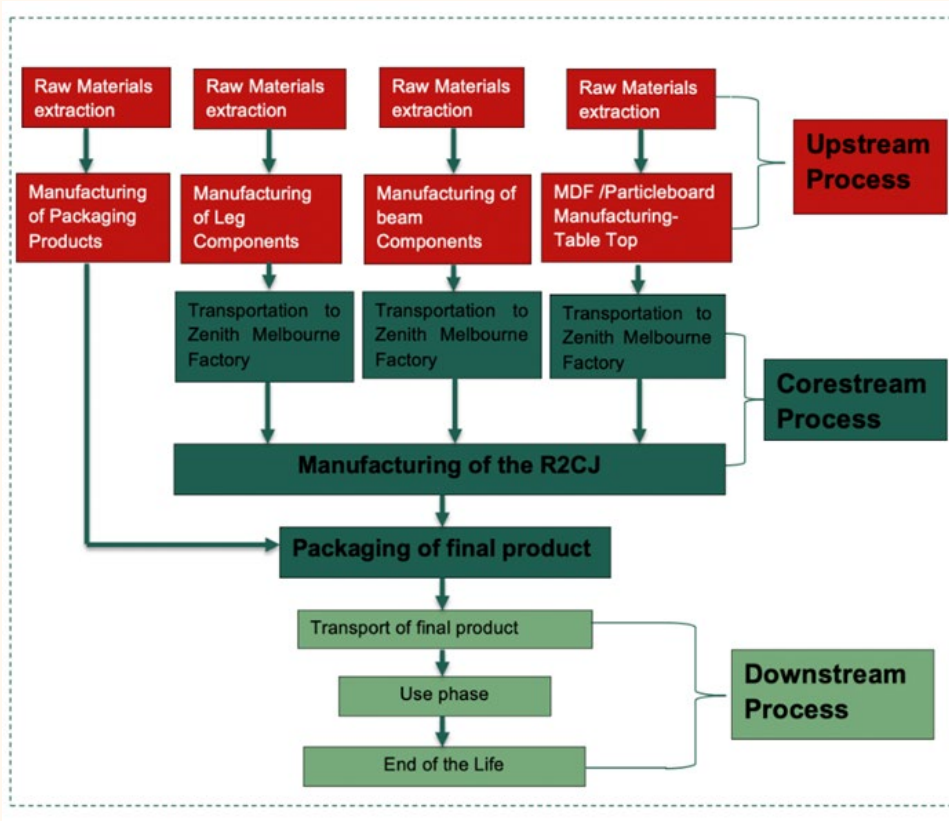 Raw Materials
extraction
Raw Materials
extraction
Raw Materials
extraction
Raw Materials
extraction
Upstream
Process
Manufacturing
of Packaging
Products
Manufacturing
of Leg
Components
Manufacturing of
beam
Components
MDF /Particleboard
Manufacturing-
Table Top
Transportation to
Zenith Melbourne
Factory
Transportation to
Zenith Melbourne
Factory
Transportation to
Zenith Melbourne
Factory
Corestream
Process
Manufacturing of the R2CJ
Packaging of final product
Transport of final product
Use phase
End of the Life
Downstream
Process